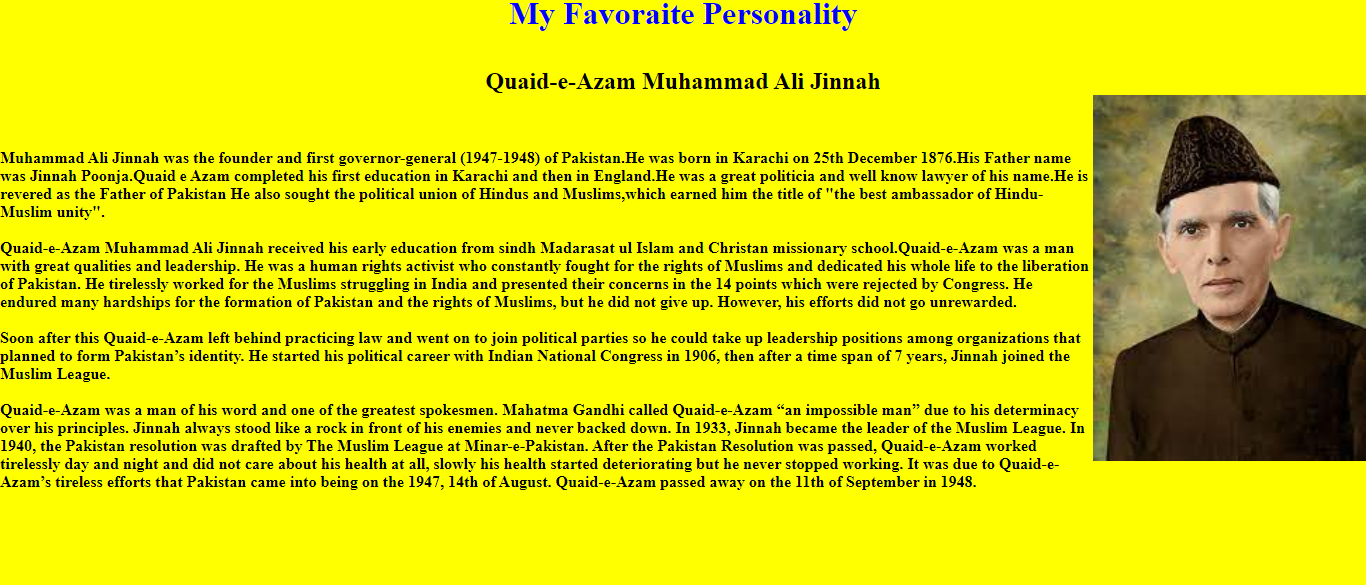 My Favoraite Personality
Quaid-e-Azam Muhammad Ali Jinnah
Muhammad Ali Jinnah was the founder and first governor-general (1947-1948) of Pakistan.He was born in Karachi on 25th December 1876.His Father name
was Jinnah Poonja.Quaid e Azam completed his first education in Karachi and then in England.He was a great politicia and well know lawyer of his name.He is
revered as the Father of Pakistan He also sought the political union of Hindus and Muslims,which earned him the title of "the best ambassador of Hindu-
Muslim unity".
Quaid-e-Azam Muhammad Ali Jinnah received his early education from sindh Madarasat ul Islam and Christan missionary school.Quaid-e-Azam was a man
with great qualities and leadership. He was a human rights activist who constantly fought for the rights of Muslims and dedicated his whole life to the liberation
of Pakistan. He tirelessly worked for the Muslims struggling in India and presented their concerns in the 14 points which were rejected by Congress. He
endured many hardships for the formation of Pakistan and the rights of Muslims, but he did not give up. However, his efforts did not go unrewarded.
Soon after this Quaid-e-Azam left behind practicing law and went on to join political parties so he could take up leadership positions among organizations that
planned to form Pakistan’s identity. He started his political career with Indian National Congress in 1906, then after a time span of 7 years, Jinnah joined the
Muslim League.
Quaid-e-Azam was a man of his word and one of the greatest spokesmen. Mahatma Gandhi called Quaid-e-Azam “an impossible man” due to his determinacy
over his principles. Jinnah always stood like a rock in front of his enemies and never backed down. In 1933, Jinnah became the leader of the Muslim League. In
1940, the Pakistan resolution was drafted by The Muslim League at Minar-e-Pakistan. After the Pakistan Resolution was passed, Quaid-e-Azam worked
tirelessly day and night and did not care about his health at all, slowly his health started deteriorating but he never stopped working. It was due to Quaid-e-
Azam’s tireless efforts that Pakistan came into being on the 1947, 14th of August. Quaid-e-Azam passed away on the 11th of September in 1948.